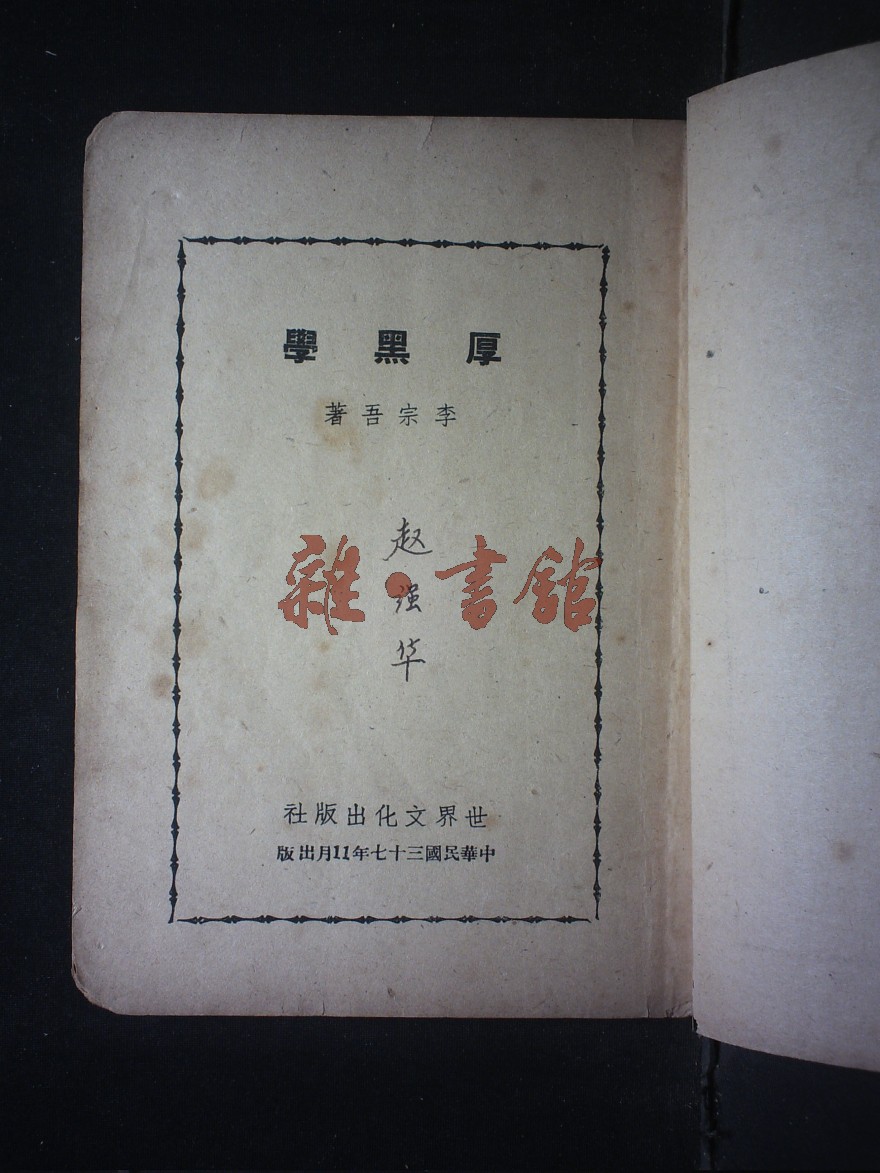 厚黑學
李宗吾著
赵强华
雜·書館
世界文化出版社
中華民國三十七年11月出版